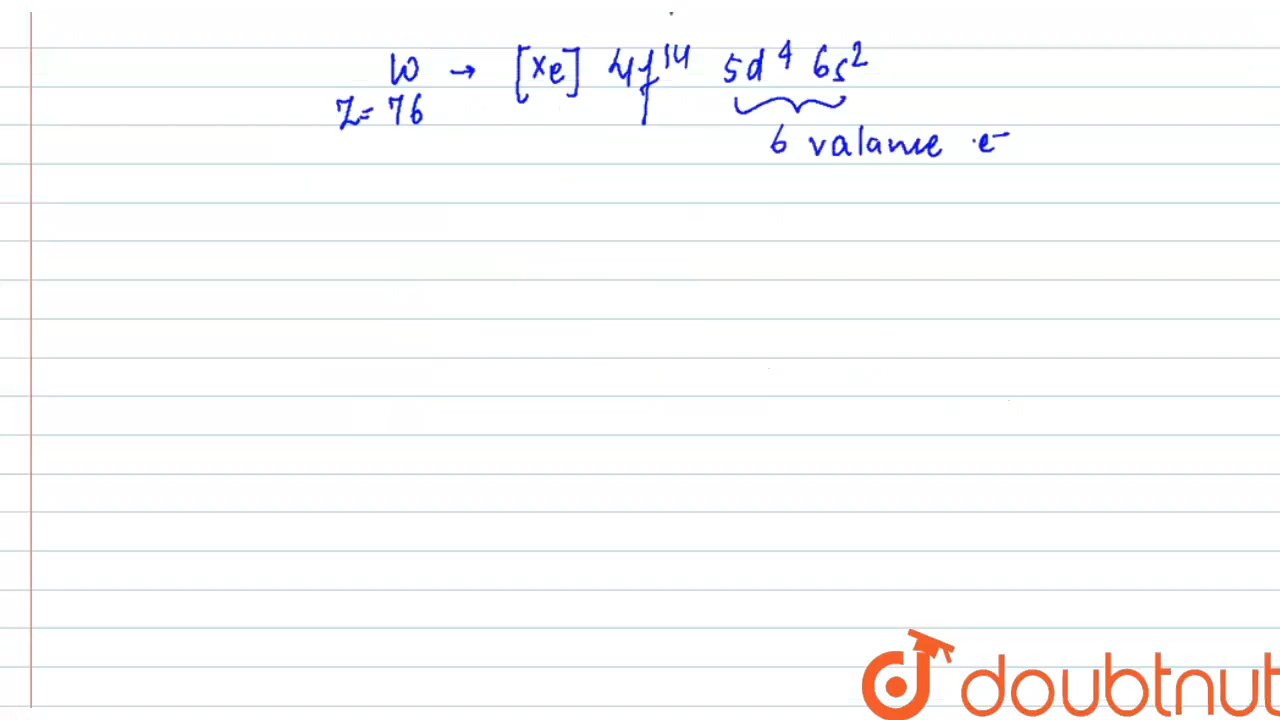 W → [Xe] 4f¹⁴ 5d⁴ 6s²
Z= 76
6 valance e⁻
doubtnut